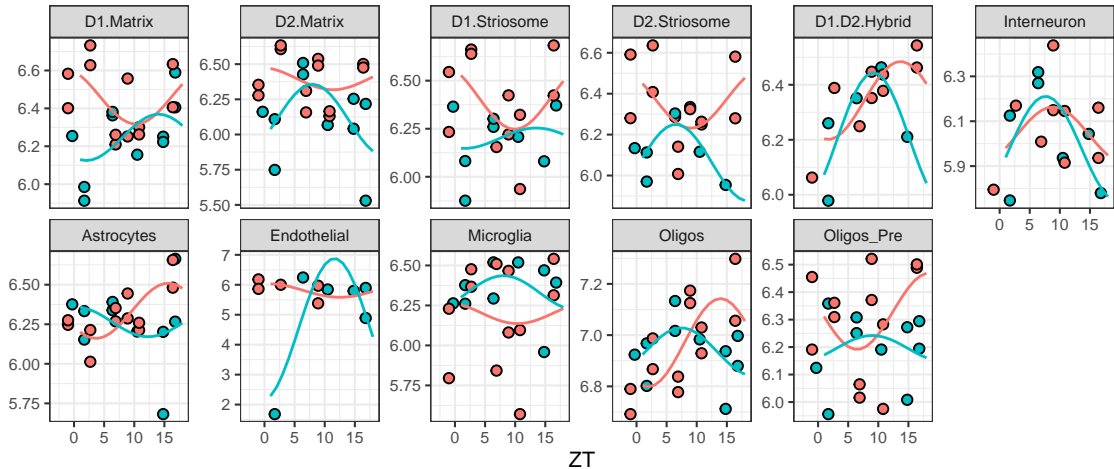 D1.Matrix D2.Matrix D1.Striosome D2.Striosome D1.D2.Hybrid Interneuron
6.6 6.4 6.2 6.0
6.50 6.25 6.00 5.75 5.50
6.50 6.25 6.00
6.6 6.4 6.2 6.0
6.4 6.2 6.0
6.3 6.1 5.9
0 5 10 15
Astrocytes Endothelial Microglia Oligos Oligos_Pre
6.50 6.25 6.00 5.75
7 6 5 4 3 2
6.50 6.25 6.00 5.75
7.2 7.0 6.8
6.5 6.4 6.3 6.2 6.1 6.0
0 5 10 15 0 5 10 15 0 5 10 15 0 5 10 15 0 5 10 15
ZT